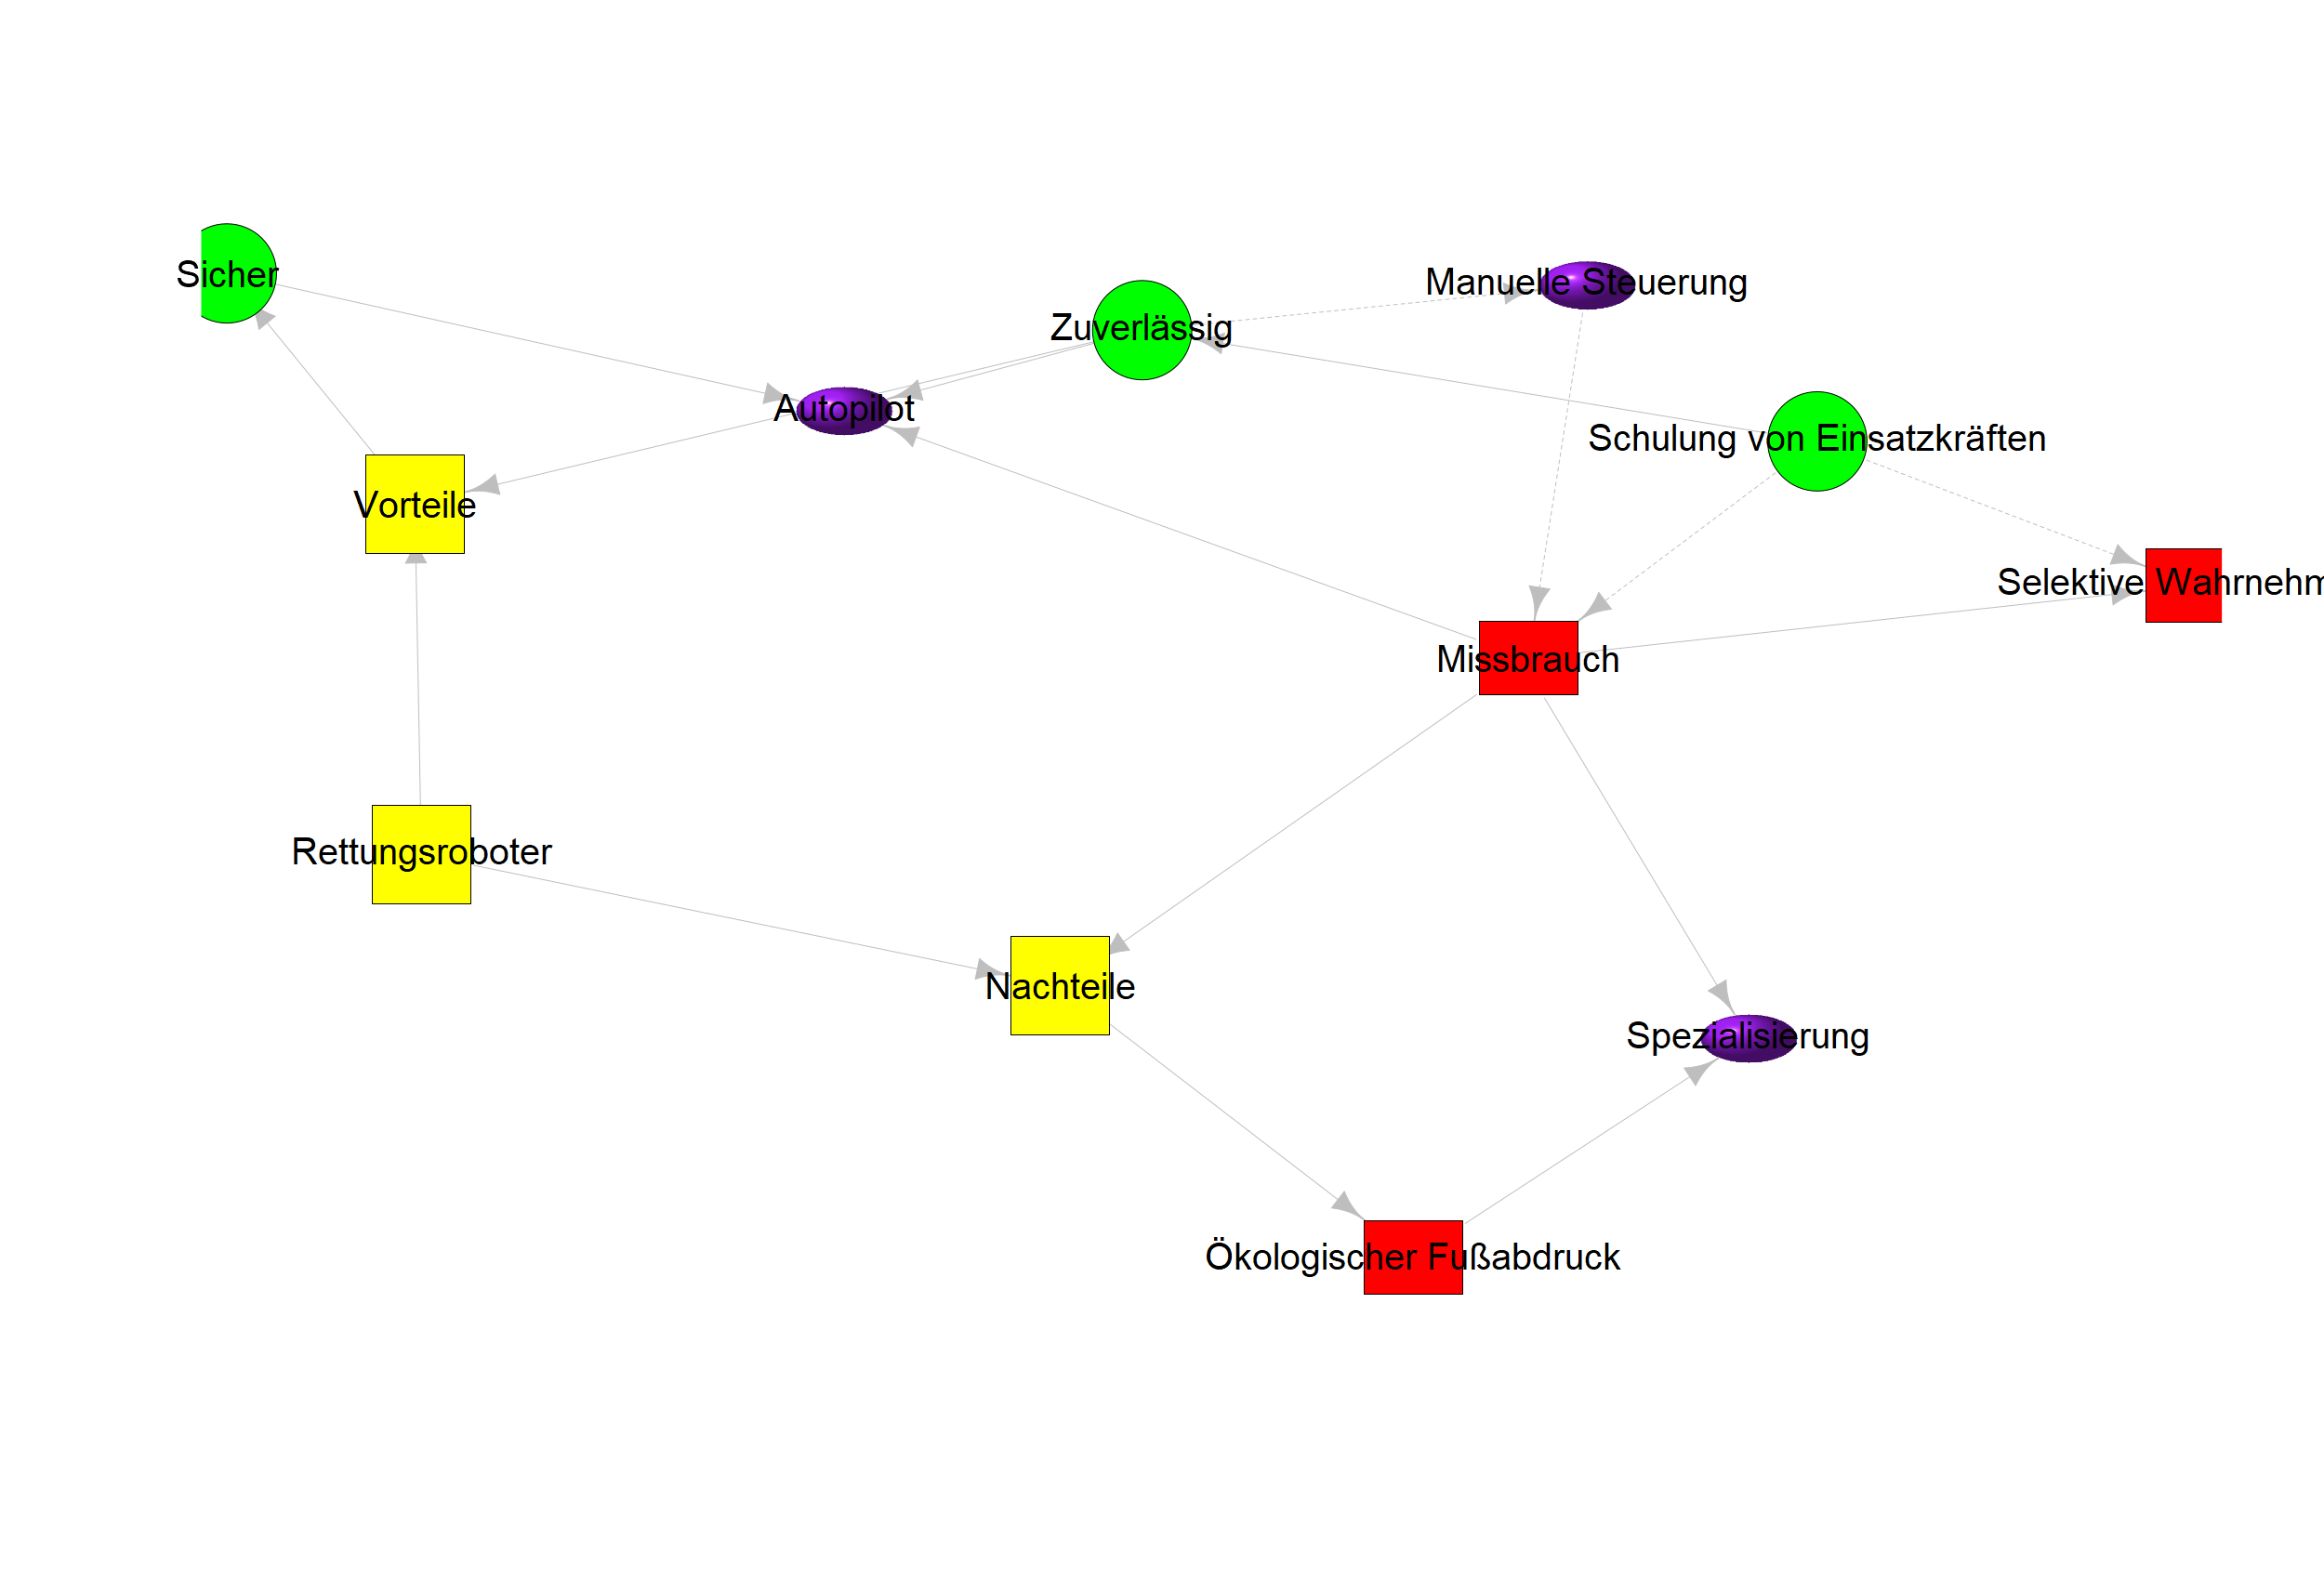 Sicher
Manuelle Steuerung
Zuverlässig
Autopilot
Schulung von Einsatzkräften
Vorteile
Selektive Wahrnehm
Missbrauch
Rettungsroboter
Nachteile
Spezialisierung
Ökologischer Fußabdruck